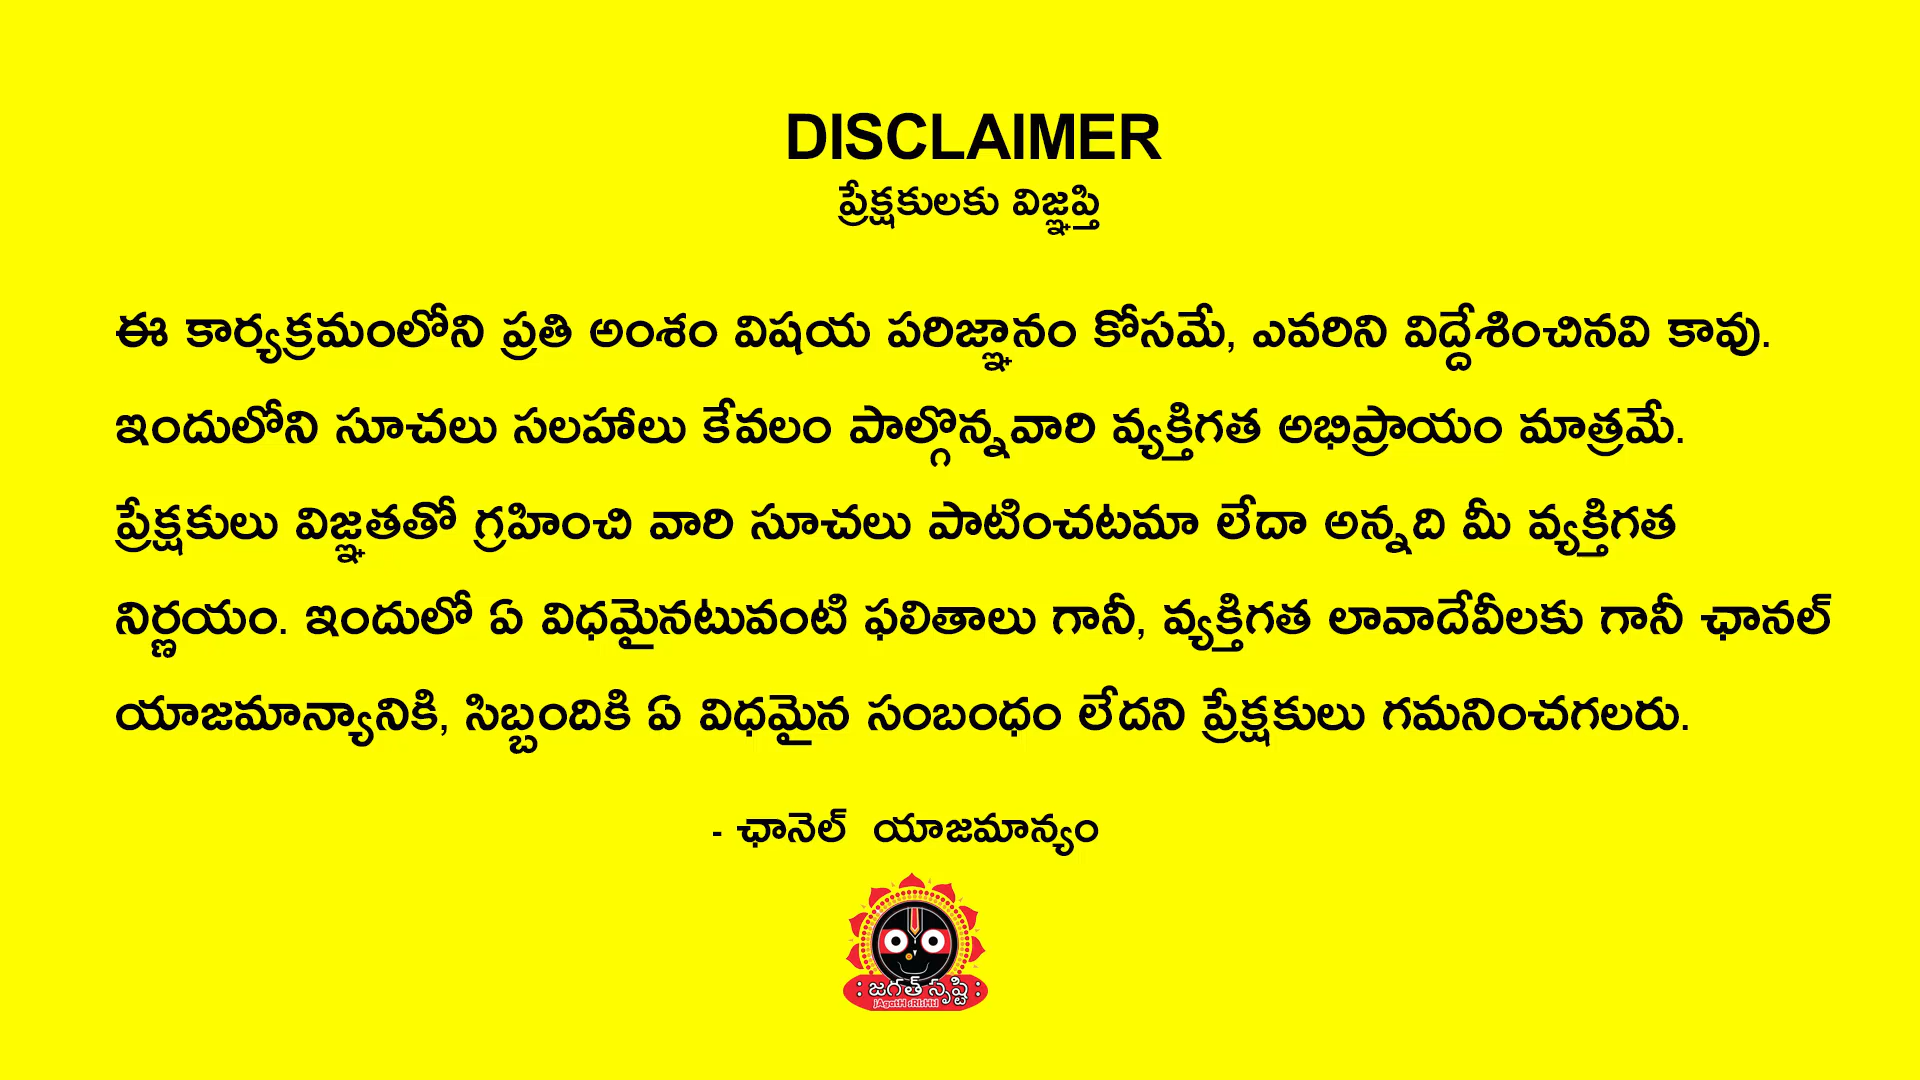 DISCLAIMER
ప్రేక్షకులకు విజ్ఞప్తి
ఈ కార్యక్రమంలోని ప్రతి అంశం విషయ పరిజ్ఞానం కోసమే, ఎవరిని విద్దేశించినవి కావు.
ఇందులోని సూచలు సలహాలు కేవలం పాల్గొన్నవారి వ్యక్తిగత అభిప్రాయం మాత్రమే.
ప్రేక్షకులు విజ్ఞతతో గ్రహించి వారి సూచలు పాటించటమా లేదా అన్నది మీ వ్యక్తిగత
నిర్ణయం. ఇందులో ఏ విధమైనటువంటి ఫలితాలు గానీ, వ్యక్తిగత లావాదేవీలకు గానీ ఛానల్
యాజమాన్యానికి, సిబ్బందికి ఏ విధమైన సంబంధం లేదని ప్రేక్షకులు గమనించగలరు.
- ఛానెల్ యాజమాన్యం
: జగత్ సృష్టి :
jAgatH sRIsHtI